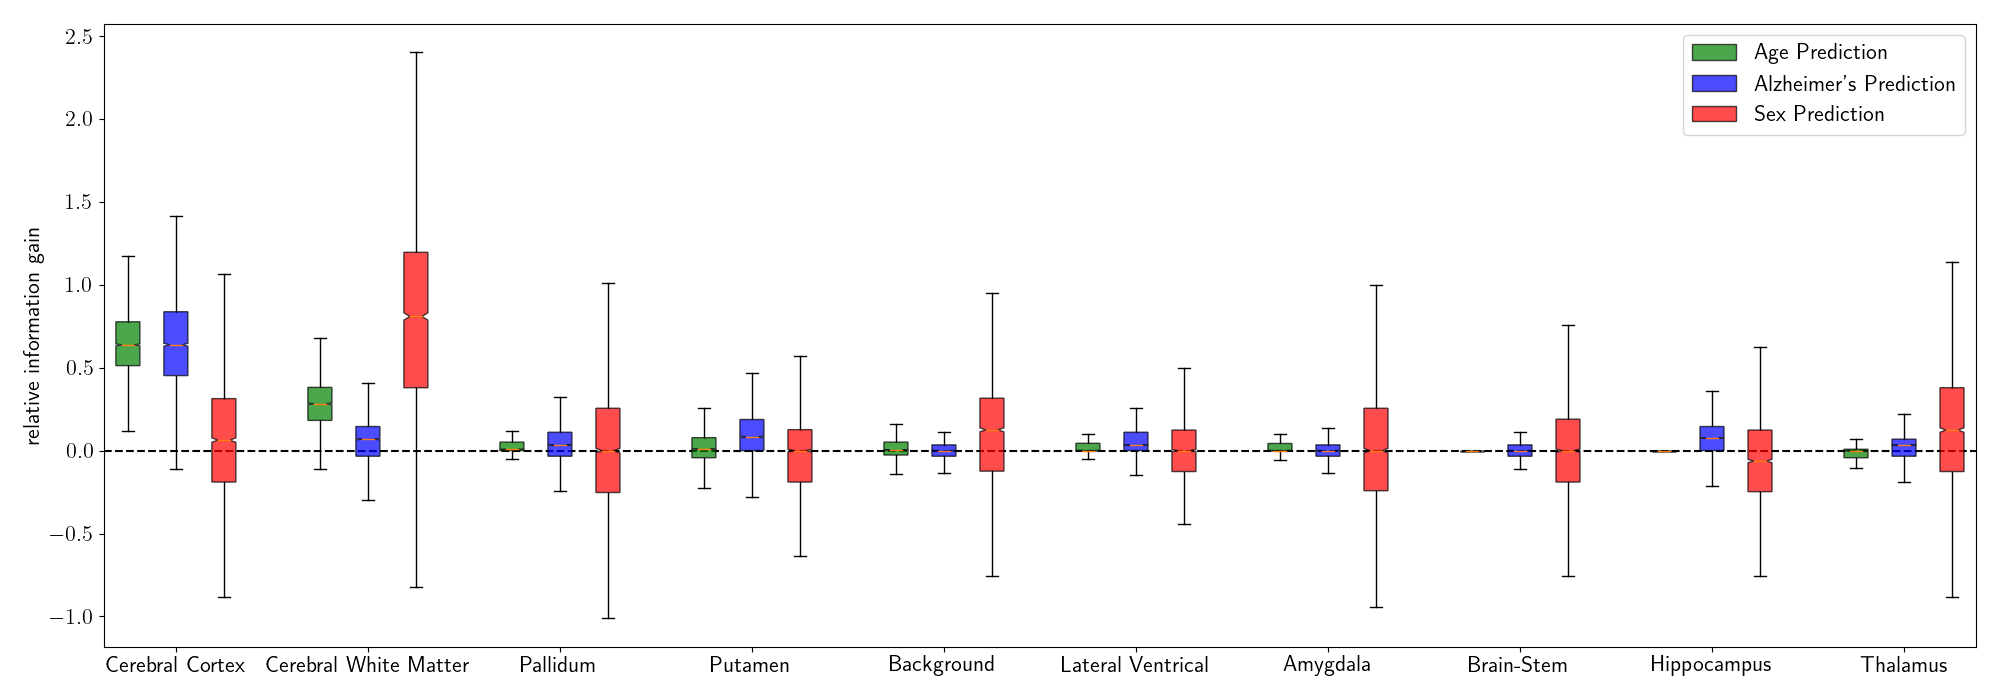 2.5
2.0
1.5
1.0
0.5
0.0
−0.5
−1.0
relative information gain
Age Prediction
Alzheimer's Prediction
Sex Prediction
Cerebral Cortex
Cerebral White Matter
Pallidum
Putamen
Background
Lateral Ventrical
Amygdala
Brain-Stem
Hippocampus
Thalamus